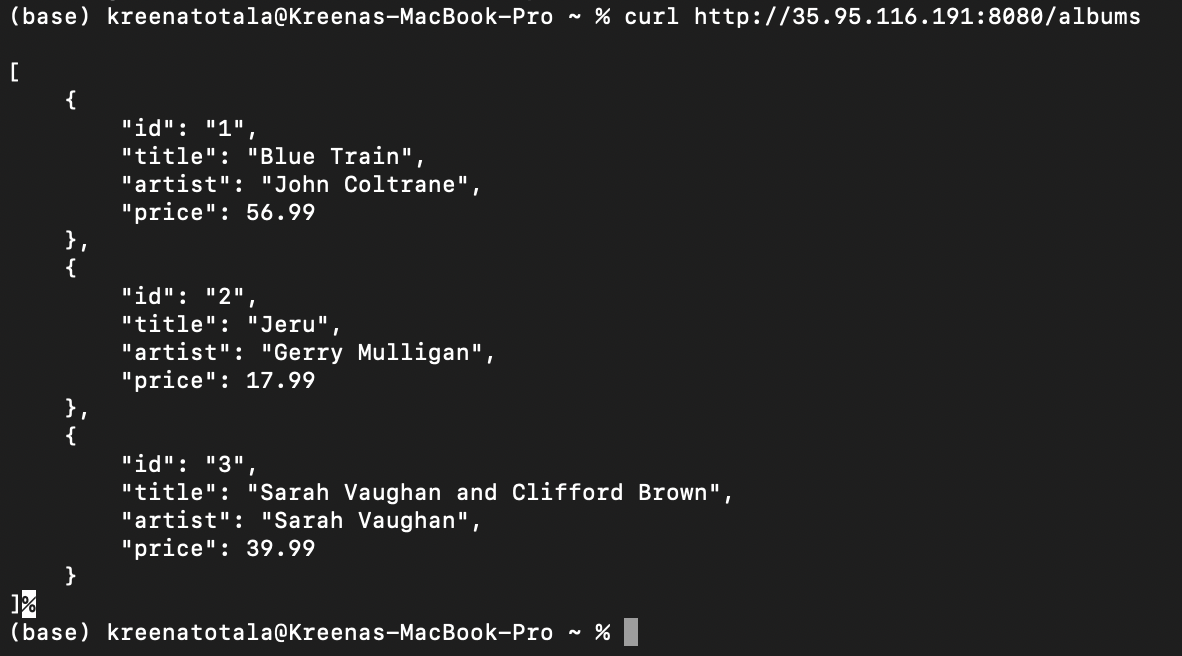 (base) kreenatotala@Kreenas-MacBook-Pro ~ % curl http://35.95.116.191:8080/albums
[
    {
        "id": "1",
        "title": "Blue Train",
        "artist": "John Coltrane",
        "price": 56.99
    },
    {
        "id": "2",
        "title": "Jeru",
        "artist": "Gerry Mulligan",
        "price": 17.99
    },
    {
        "id": "3",
        "title": "Sarah Vaughan and Clifford Brown",
        "artist": "Sarah Vaughan",
        "price": 39.99
    }
]%
(base) kreenatotala@Kreenas-MacBook-Pro ~ %